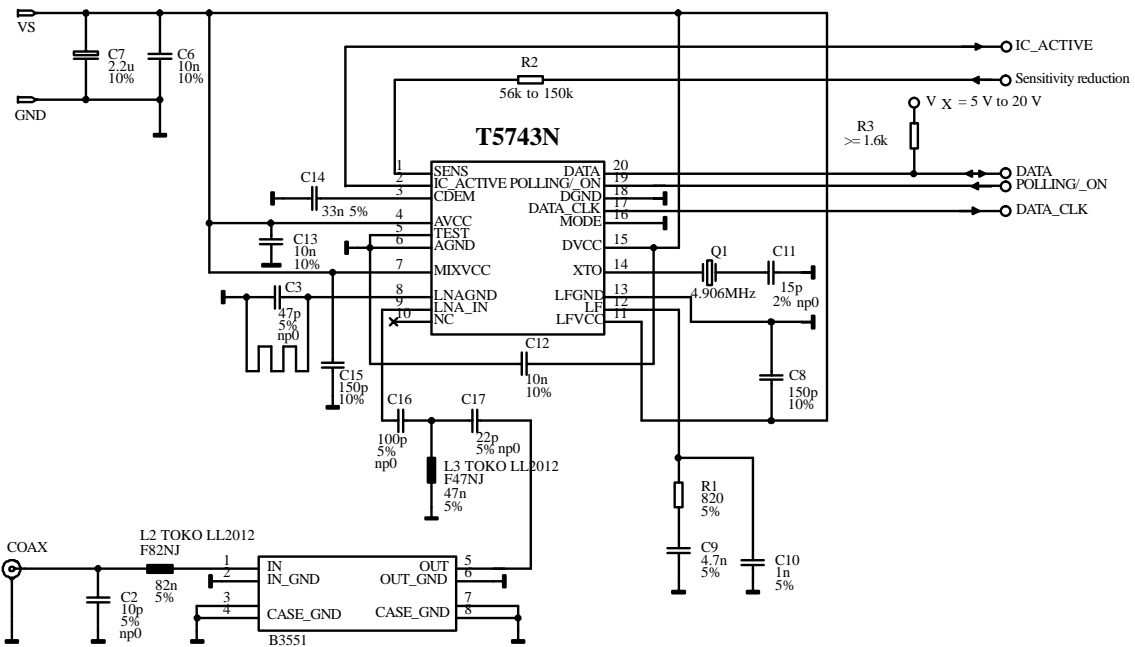 VS
C7
2.2u
10%
C6
10n
10%
GND
IC_ACTIVE
R2
56k to 150k
Sensitivity reduction
V X = 5 V to 20 V
R3
>= 1.6k
T5743N
1 SENS
2 IC_ACTIVE
3 CDEM
4 AVCC
5 TEST
6 AGND
7 MIXVCC
8 LNAGND
9 LNA_IN
10 NC
DATA 20
POLLING/_ON 19
DGND 18
DATA_CLK 17
MODE 16
DVCC 15
XTO 14
LFGND 13
LF 12
LFVCC 11
DATA
POLLING/_ON
DATA_CLK
C14
33n 5%
C13
10n
10%
C3
47p
5%
np0
C15
150p
10%
Q1
4.906MHz
C11
15p
2% np0
C12
10n
10%
C8
150p
10%
C16
100p
5%
np0
C17
22p
5% np0
L3 TOKO LL2012
F47NJ
47n
5%
R1
820
5%
C9
4.7n
5%
C10
1n
5%
COAX
L2 TOKO LL2012
F82NJ
82n
5%
C2
10p
5%
np0
1 IN
2 IN_GND
3
4 CASE_GND
OUT 5
OUT_GND 6
7
CASE_GND 8
B3551